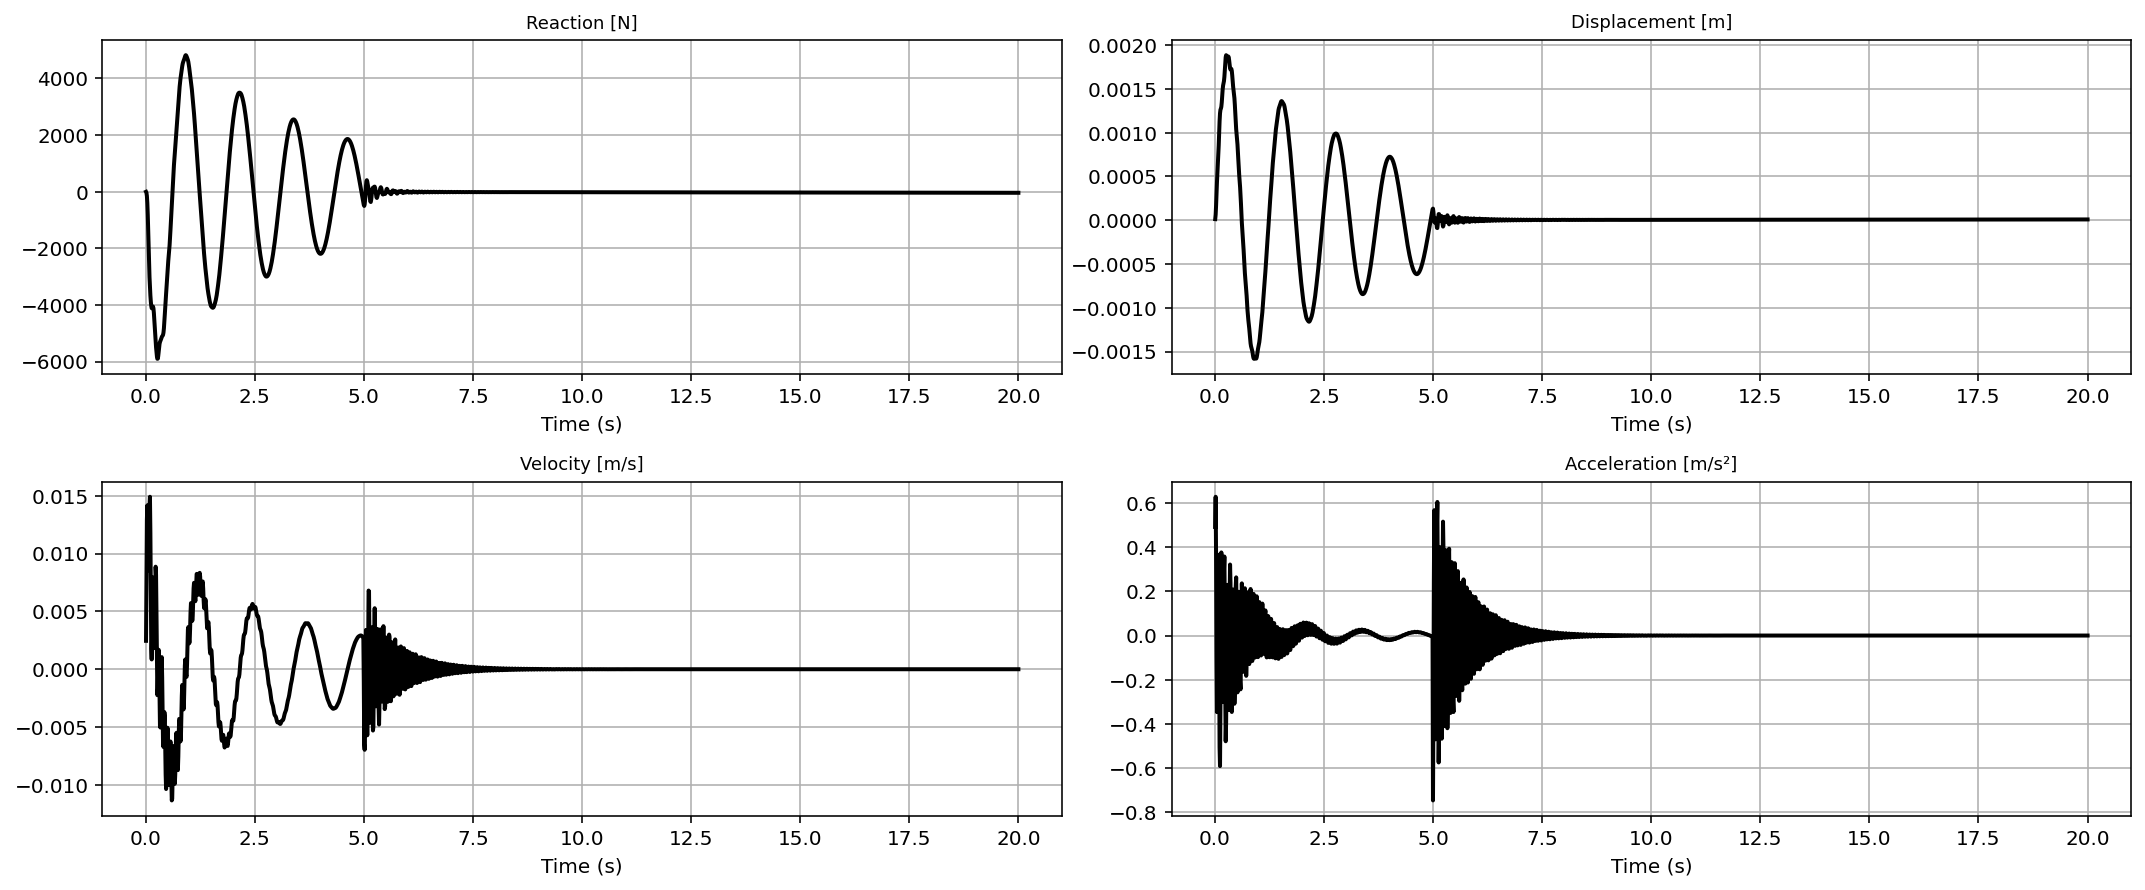 Reaction [N]
4000
2000
0
−2000
−4000
−6000
0.0 2.5 5.0 7.5 10.0 12.5 15.0 17.5 20.0
Time (s)
Displacement [m]
0.0020
0.0015
0.0010
0.0005
0.0000
−0.0005
−0.0010
−0.0015
0.0 2.5 5.0 7.5 10.0 12.5 15.0 17.5 20.0
Time (s)
Velocity [m/s]
0.015
0.010
0.005
0.000
−0.005
−0.010
0.0 2.5 5.0 7.5 10.0 12.5 15.0 17.5 20.0
Time (s)
Acceleration [m/s²]
0.6
0.4
0.2
0.0
−0.2
−0.4
−0.6
−0.8
0.0 2.5 5.0 7.5 10.0 12.5 15.0 17.5 20.0
Time (s)